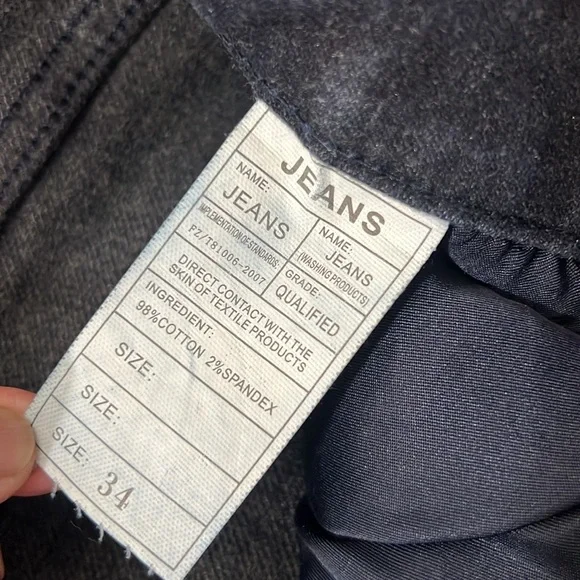 JEANS
NAME:
JEANS
NAME:
JEANS
(WASHING PRODUCTS)
IMPLEMENTATION OF STANDARDS:
FZ/T81006-2007
GRADE:
QUALIFIED
DIRECT CONTACT WITH THE
SKIN OF TEXTILE PRODUCTS
INGREDIENT:
98%COTTON 2%SPANDEX
SIZE:
SIZE:
SIZE: 34